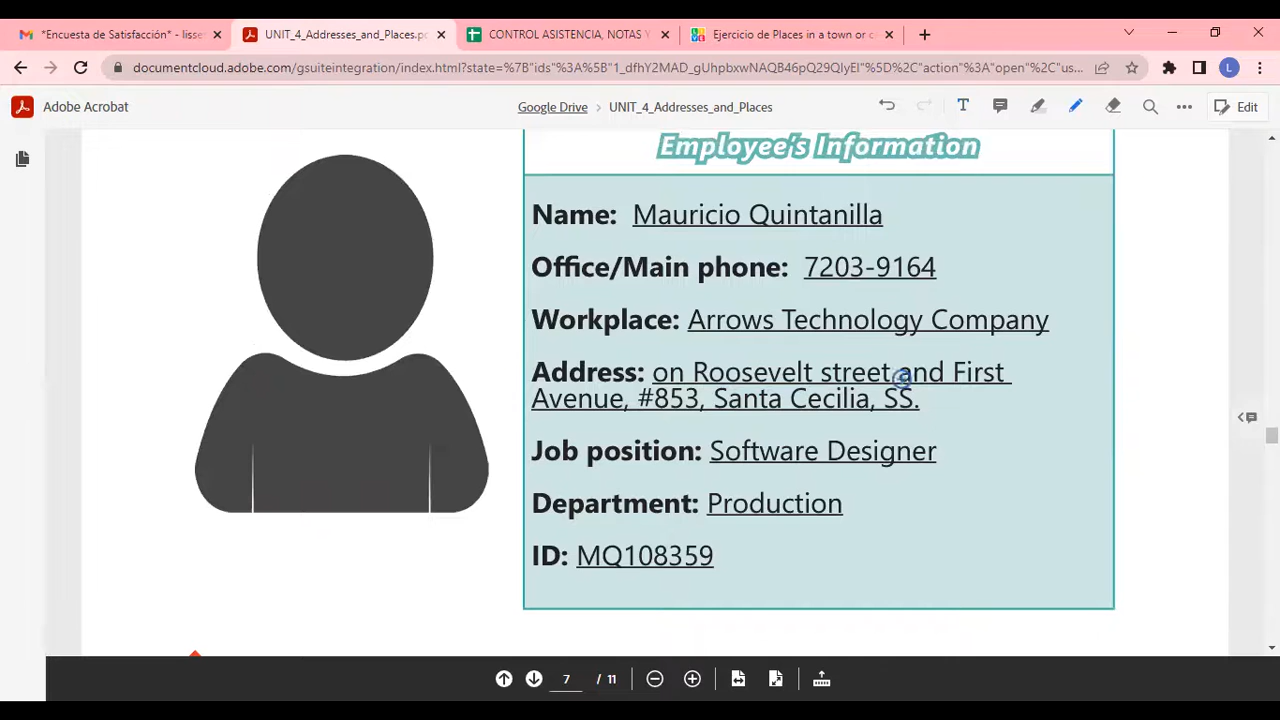 *Encuesta de Satisfacción* - liss
UNIT_4_Addresses_and_Places.p
CONTROL ASISTENCIA, NOTAS Y
Ejercicio de Places in a town or c
documentcloud.adobe.com/gsuiteintegration/index.html?state=%7B"ids"%3A%5B"1_dfhY2MAD_gUhpbxwNAQB46pQ29QIyEI"%5D%2C"action"%3A"open"%2C"us...
L
Adobe Acrobat
Google Drive > UNIT_4_Addresses_and_Places
Edit
Employee's Information
Name: Mauricio Quintanilla
Office/Main phone: 7203-9164
Workplace: Arrows Technology Company
Address: on Roosevelt street and First
Avenue, #853, Santa Cecilia, SS.
Job position: Software Designer
Department: Production
ID: MQ108359
7 / 11